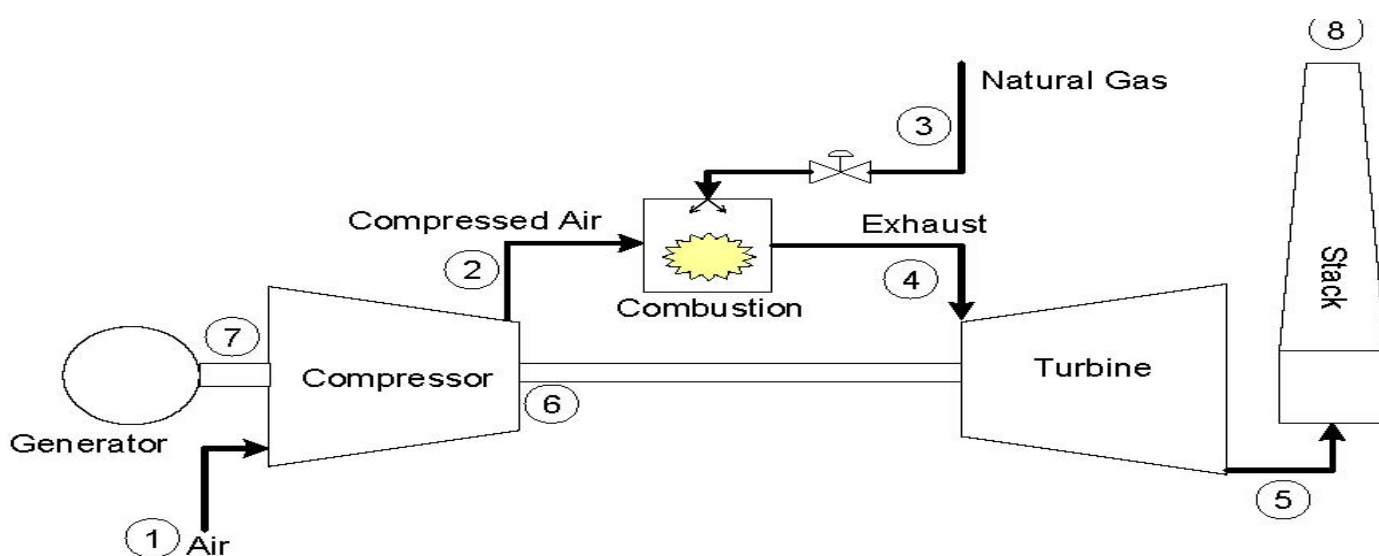 8
Natural Gas
3
Compressed Air
Exhaust
2
4
Combustion
Stack
7
Compressor
Turbine
6
Generator
5
1
Air